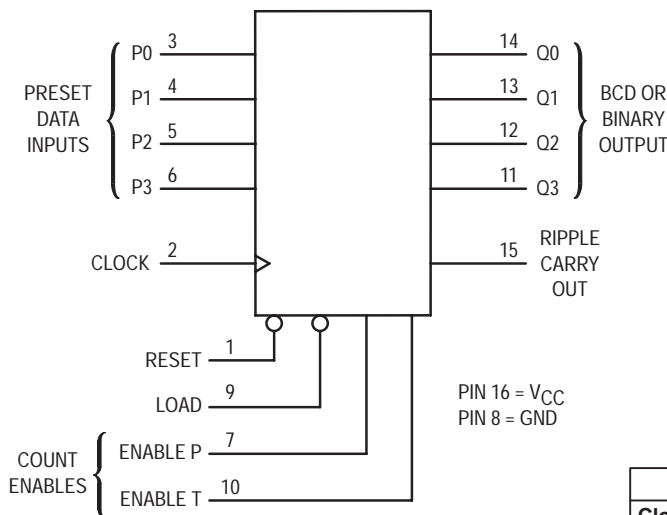 PRESET
DATA
INPUTS
P0 3
P1 4
P2 5
P3 6
CLOCK 2
RESET 1
LOAD 9
COUNT
ENABLES
ENABLE P 7
ENABLE T 10
14 Q0
13 Q1
12 Q2
11 Q3
BCD OR
BINARY
OUTPUT
15 RIPPLE
CARRY
OUT
PIN 16 = VCC
PIN 8 = GND